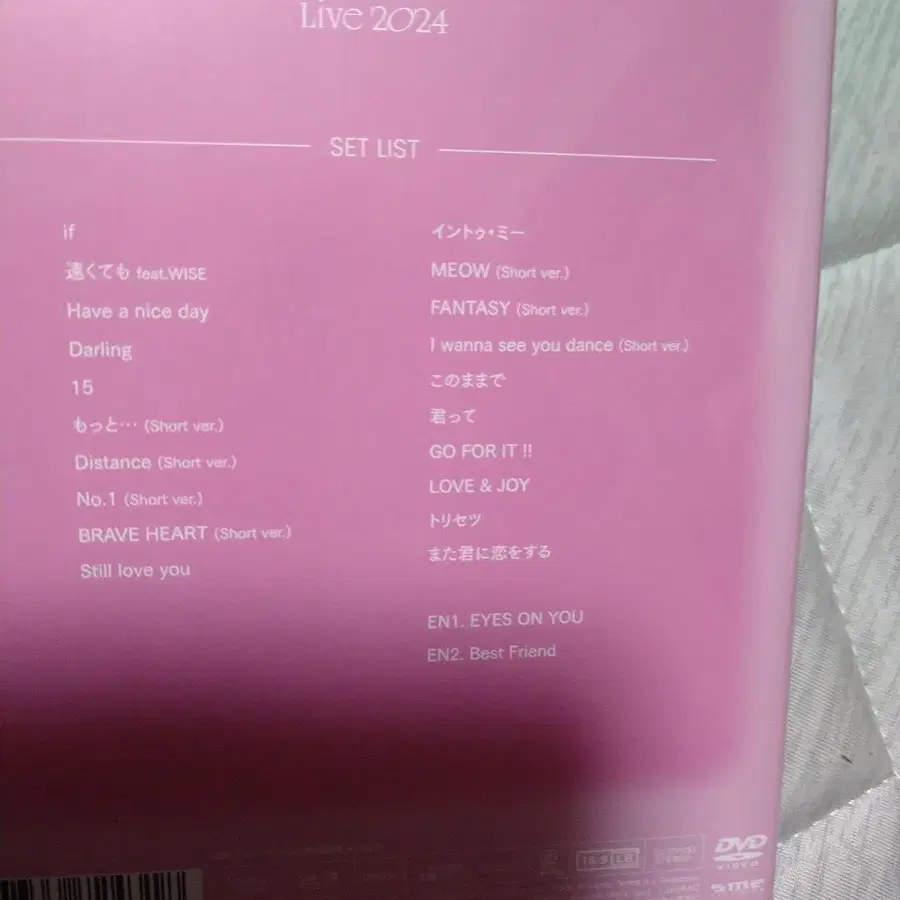 Live 2024
SET LIST
if
遠くても feat.WISE
Have a nice day
Darling
15
もっと… (Short ver.)
Distance (Short ver.)
No.1 (Short ver.)
BRAVE HEART (Short ver.)
Still love you
イントゥ・ミー
MEOW (Short ver.)
FANTASY (Short ver.)
I wanna see you dance (Short ver.)
このままで
君って
GO FOR IT !!
LOVE & JOY
トリセツ
また君に恋をする
EN1. EYES ON YOU
EN2. Best Friend
16:9 LB
DVD
VIDEO
sme